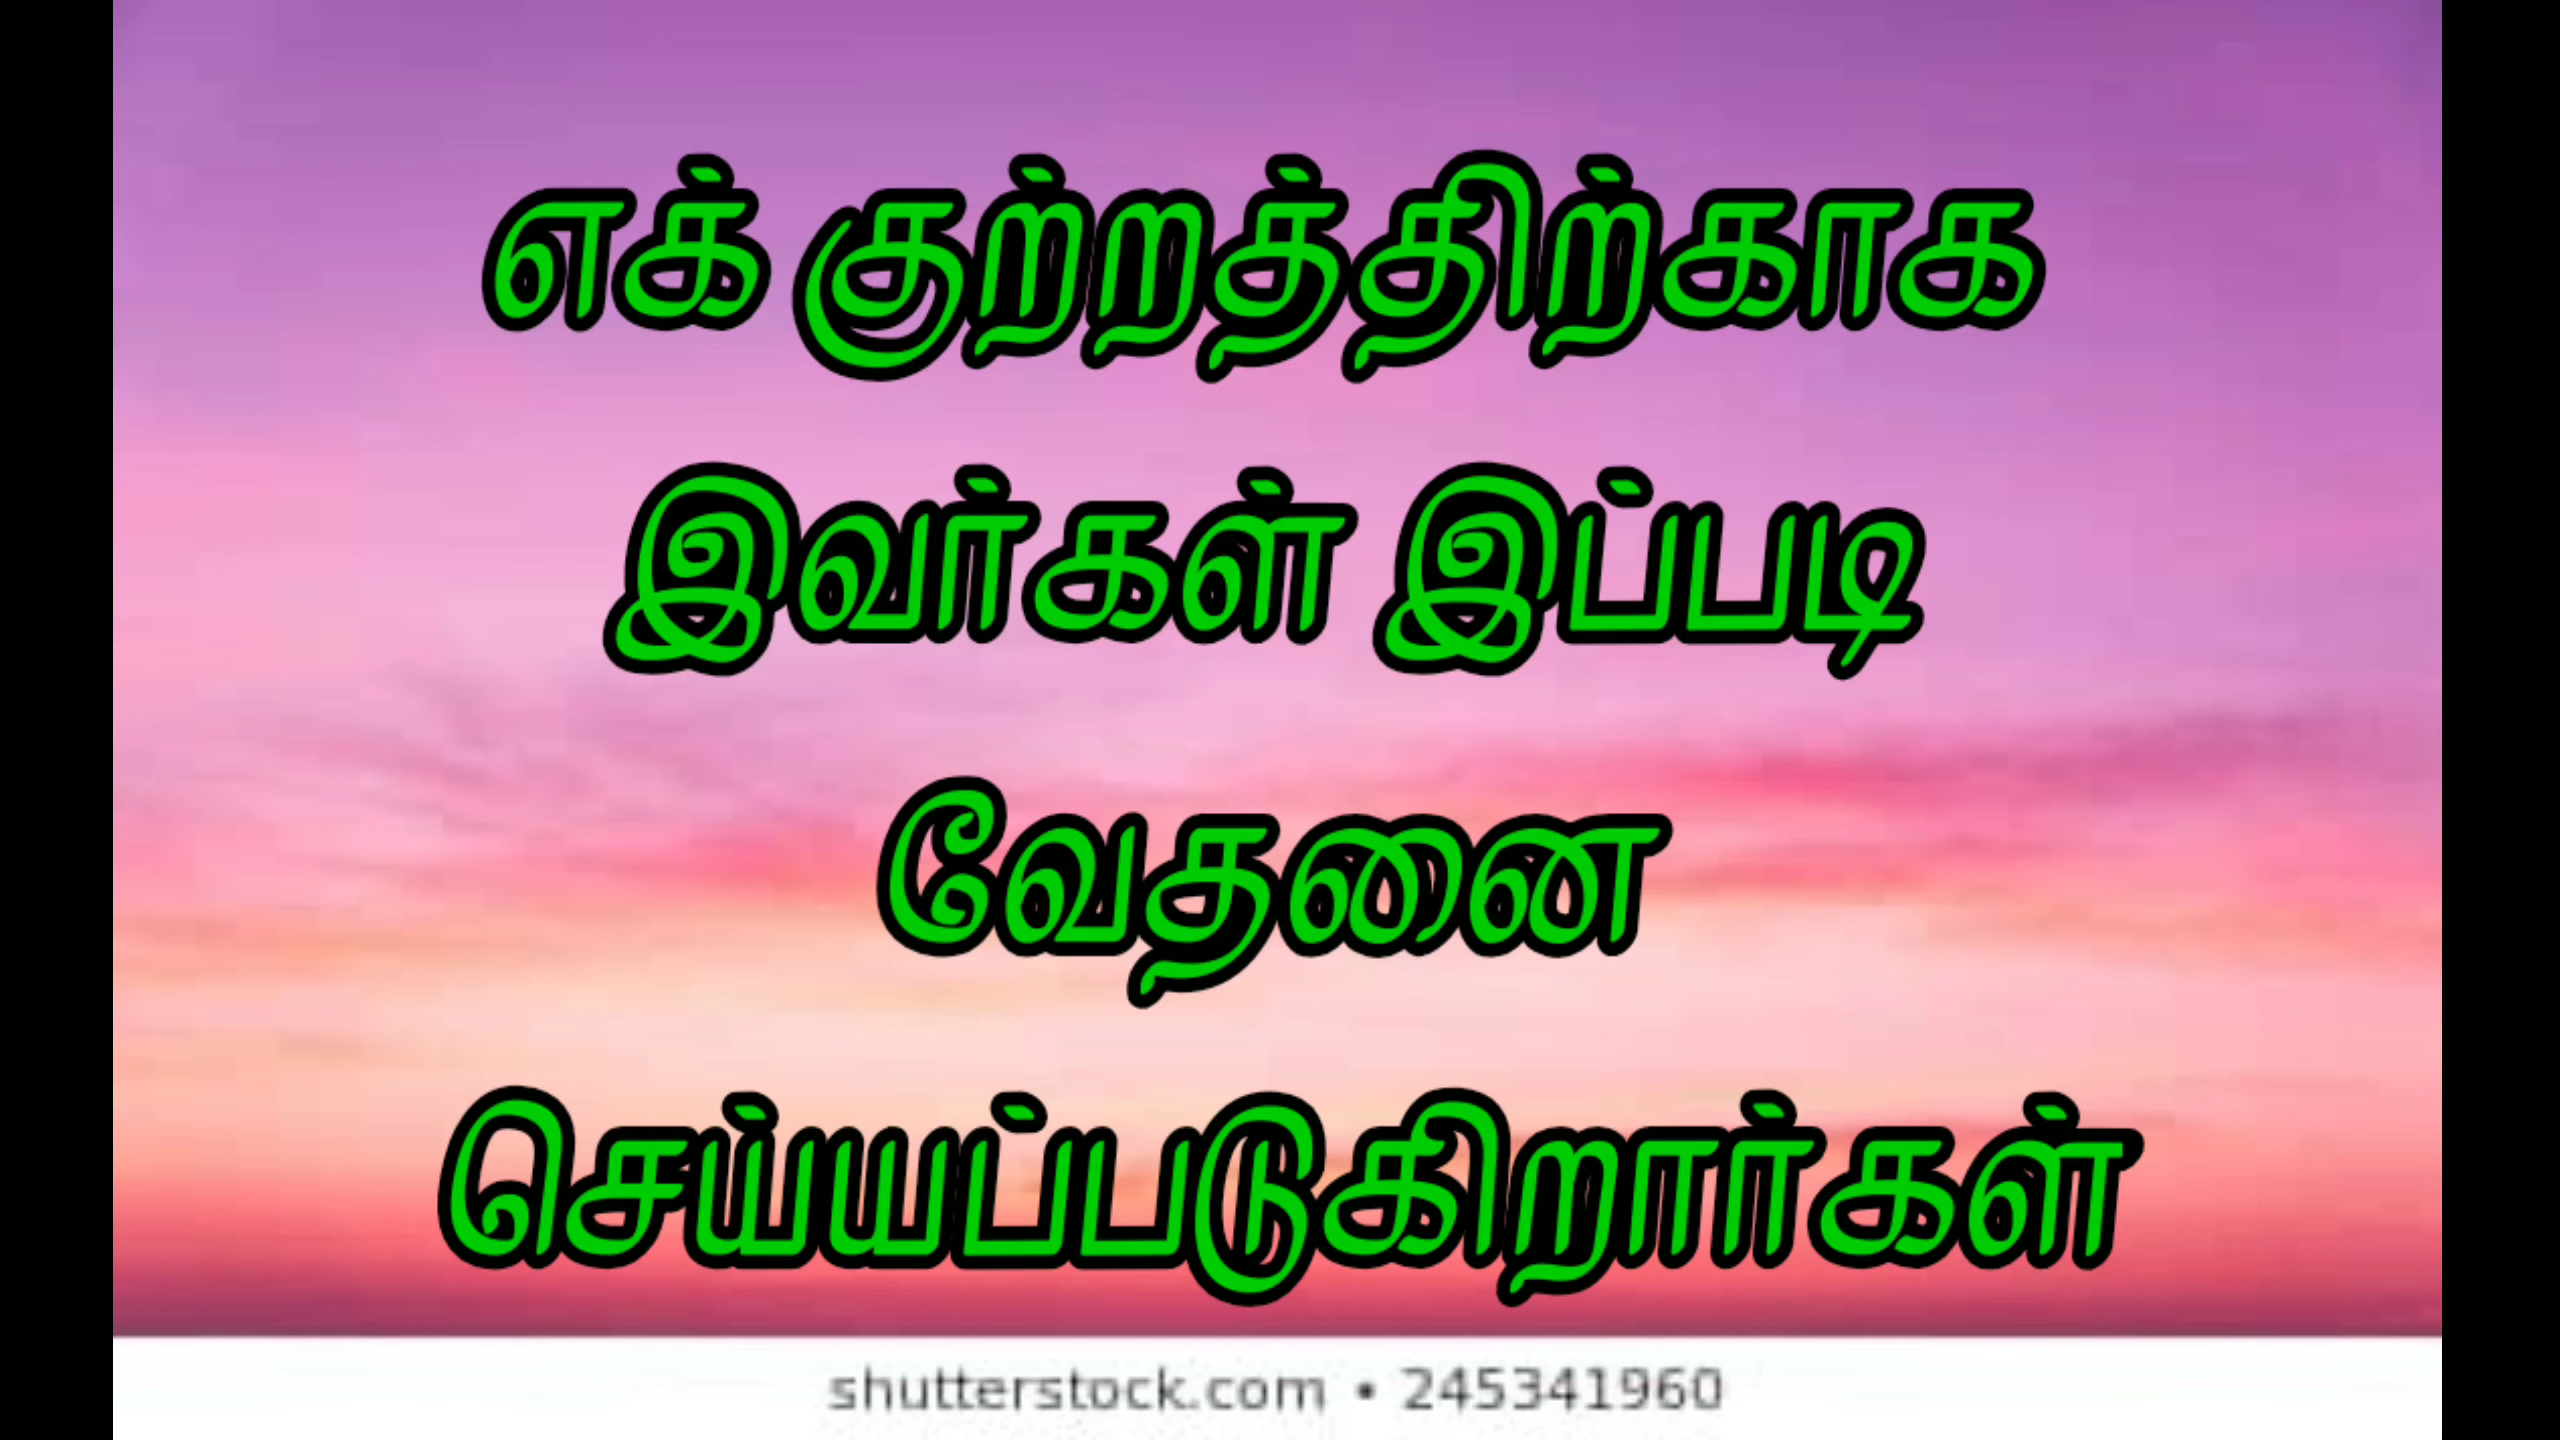 எக் குற்றத்திற்காக
இவர்கள் இப்படி
வேதனை
செய்யப்படுகிறார்கள்
shutterstock.com • 245341960